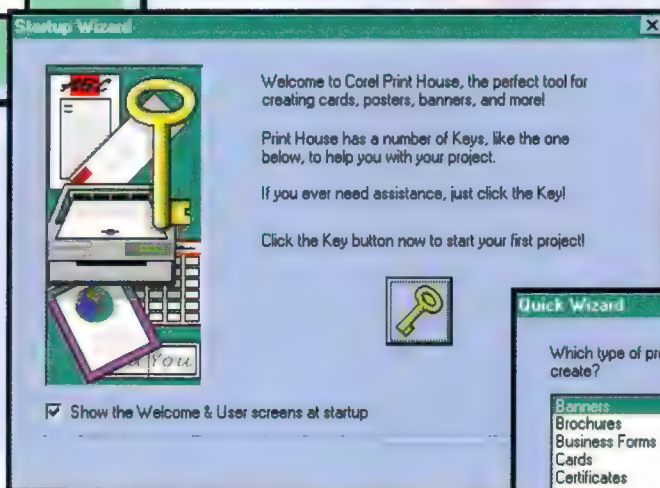 Startup Wizard
ABC
Welcome to Corel Print House, the perfect tool for
creating cards, posters, banners, and more!
Print House has a number of Keys, like the one
below, to help you with your project.
If you ever need assistance, just click the Key!
Click the Key button now to start your first project!
You
Show the Welcome & User screens at startup
Quick Wizard
Which type of pro
create?
Banners
Brochures
Business Forms
Cards
Certificates